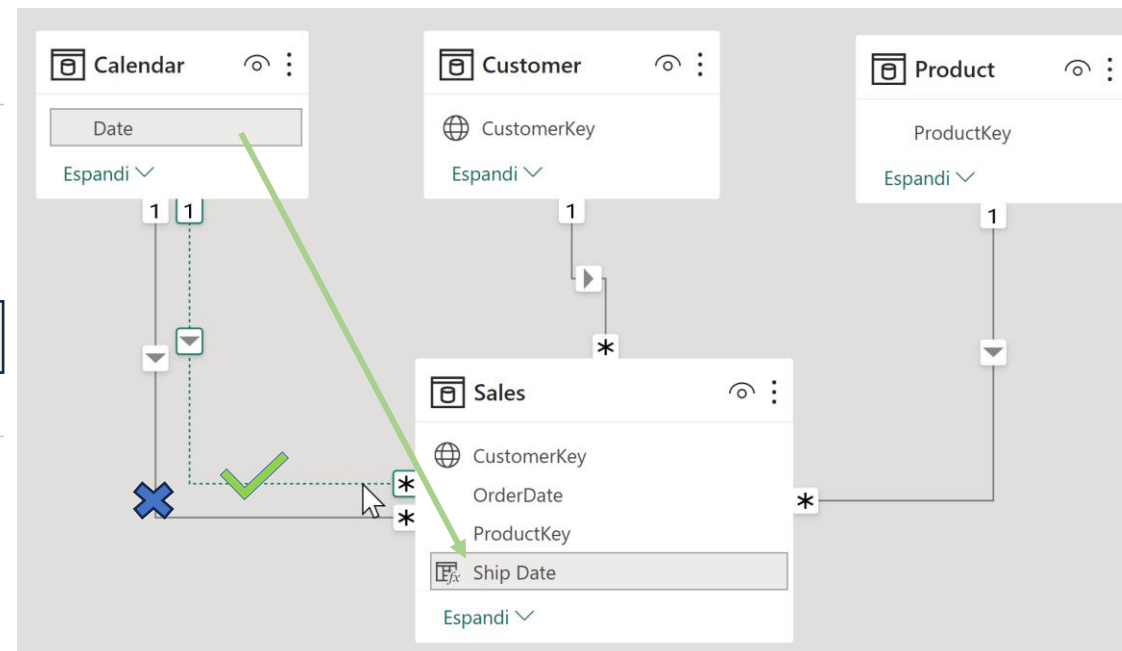 Calendar
Date
Espandi
Customer
CustomerKey
Espandi
Product
ProductKey
Espandi
1 1
1
1
*
Sales
CustomerKey
OrderDate
ProductKey
Ship Date
Espandi
*
*
*